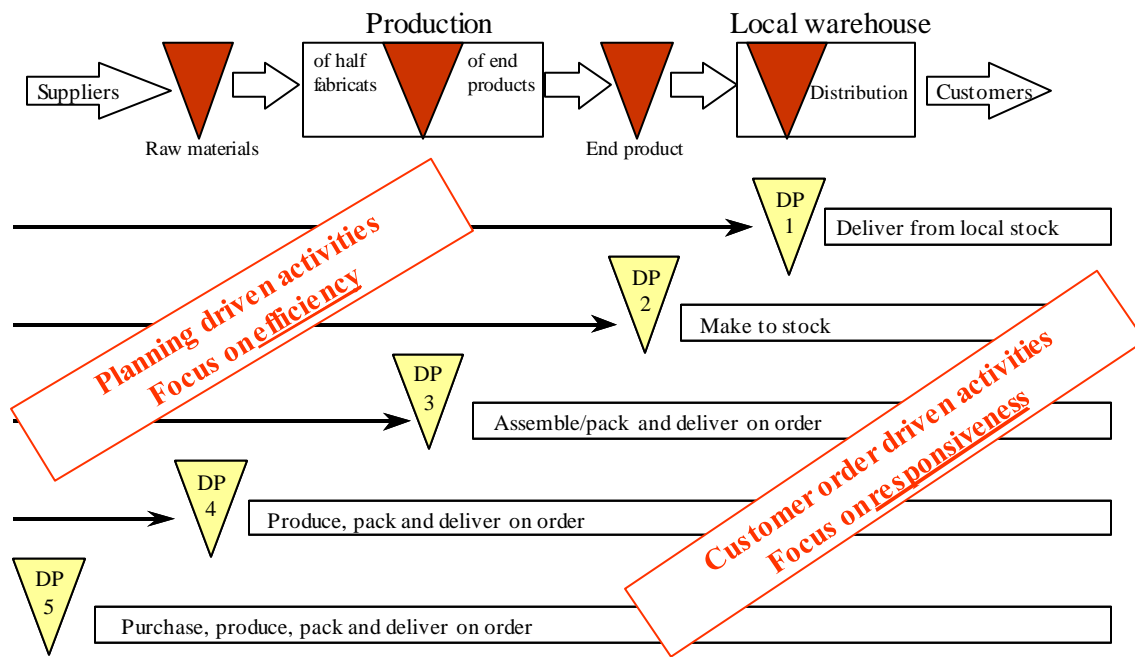 Production
Local warehouse
Suppliers
of half
fabricats
of end
products
Distribution
Customers
Raw materials
End product
DP
1
Deliver from local stock
Planning driven activities
Focus on efficiency
DP
2
Make to stock
DP
3
Assemble/pack and deliver on order
Customer order driven activities
Focus on responsiveness
DP
4
Produce, pack and deliver on order
DP
5
Purchase, produce, pack and deliver on order